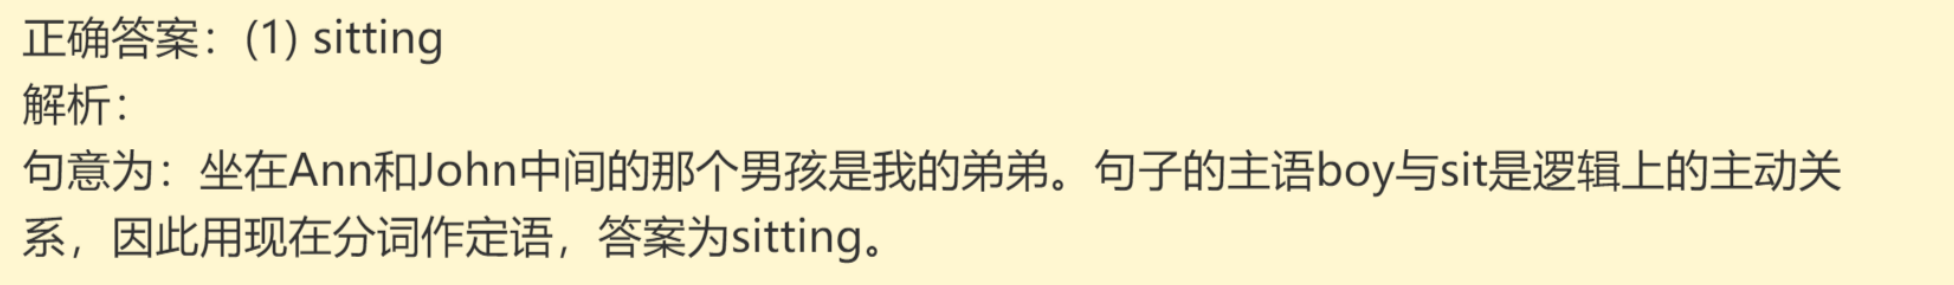 正确答案：(1) sitting
解析：
句意为：坐在Ann和John中间的那个男孩是我的弟弟。句子的主语boy与sit是逻辑上的主动关
系，因此用现在分词作定语，答案为sitting。